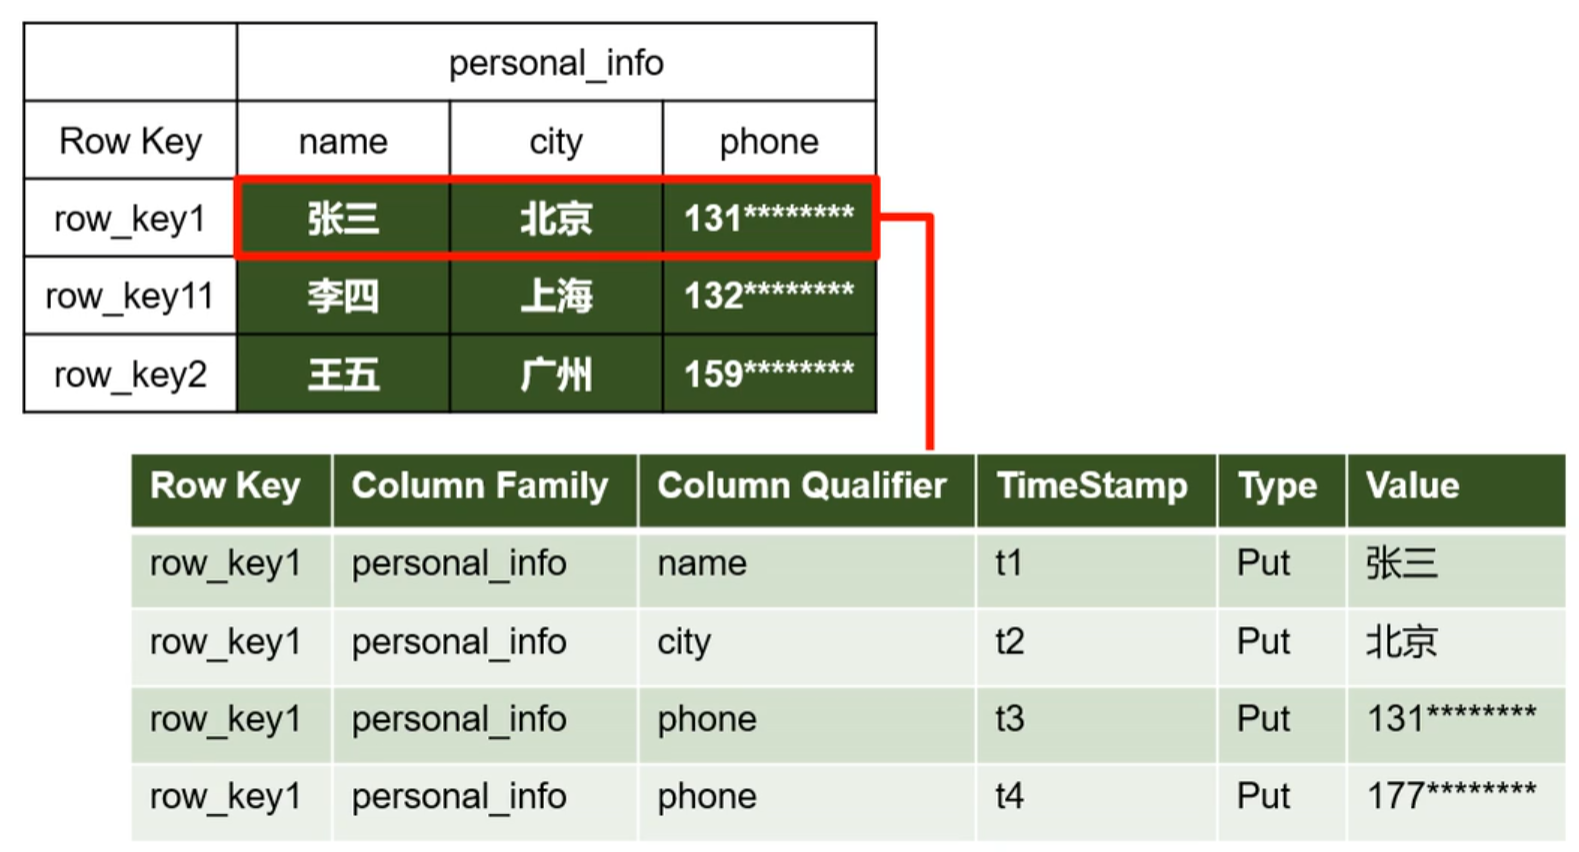 personal_info
Row Key name city phone
row_key1 张三 北京 131********
row_key11 李四 上海 132********
row_key2 王五 广州 159********
Row Key Column Family Column Qualifier TimeStamp Type Value
row_key1 personal_info name t1 Put 张三
row_key1 personal_info city t2 Put 北京
row_key1 personal_info phone t3 Put 131********
row_key1 personal_info phone t4 Put 177********